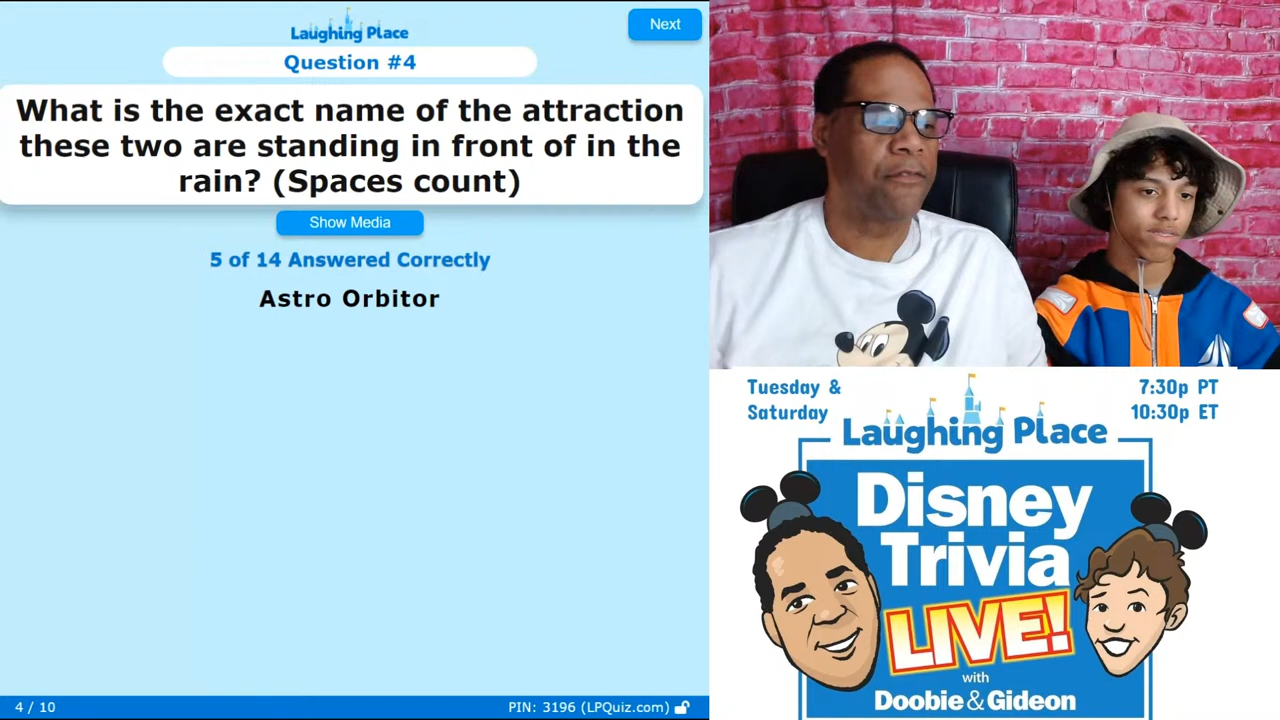 Laughing Place
Next
Question #4
What is the exact name of the attraction
these two are standing in front of in the
rain? (Spaces count)
Show Media
5 of 14 Answered Correctly
Astro Orbitor
4 / 10
PIN: 3196 (LPQuiz.com)
Tuesday &
Saturday
7:30p PT
10:30p ET
Laughing Place
Disney
Trivia
LIVE!
with
Doobie & Gideon